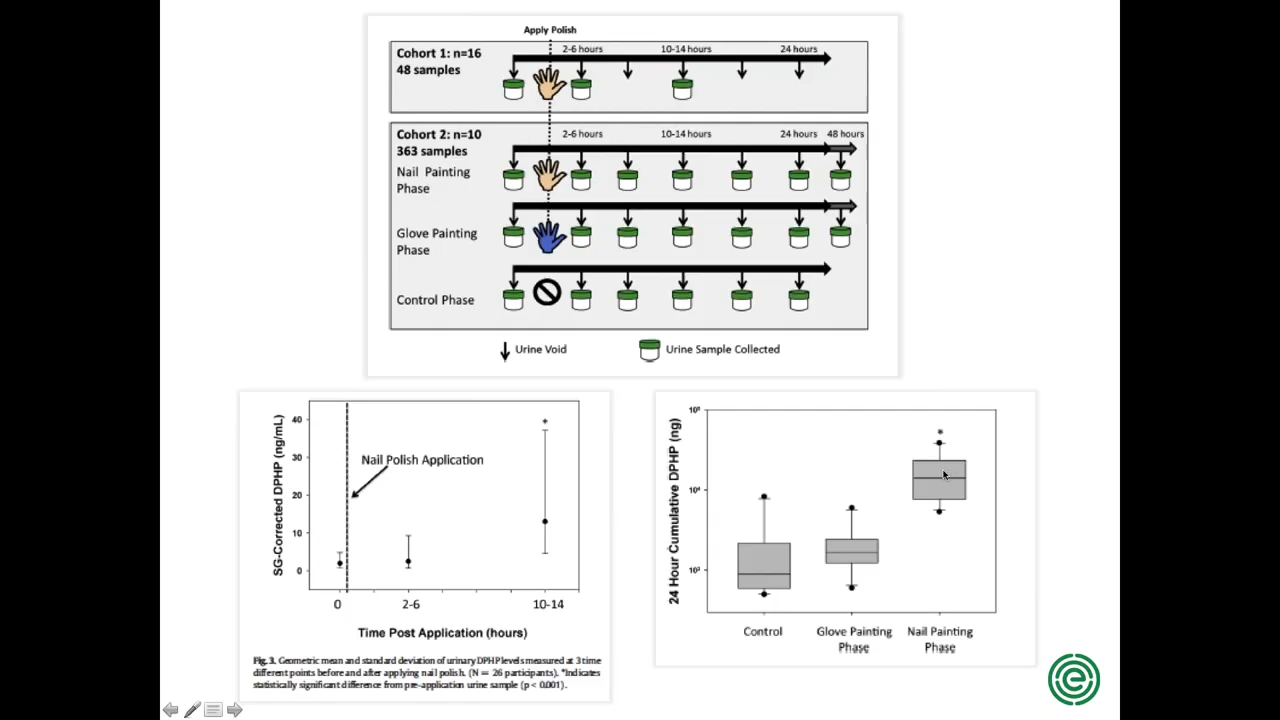 Apply Polish
Cohort 1: n=16
48 samples
2-6 hours
10-14 hours
24 hours
Cohort 2: n=10
363 samples
2-6 hours
10-14 hours
24 hours
48 hours
Nail Painting
Phase
Glove Painting
Phase
Control Phase
Urine Void
Urine Sample Collected
SG-Corrected DPHP (ng/mL)
40
30
20
10
0
*
Nail Polish Application
0
2-6
10-14
Time Post Application (hours)
Fig. 3. Geometric mean and standard deviation of urinary DPHP levels measured at 3 time
different points before and after applying nail polish. (N = 26 participants). *Indicates
statistically significant difference from pre-application urine sample (p < 0.001).
24 Hour Cumulative DPHP (ng)
10⁵
10⁴
10³
*
Control
Glove Painting
Phase
Nail Painting
Phase